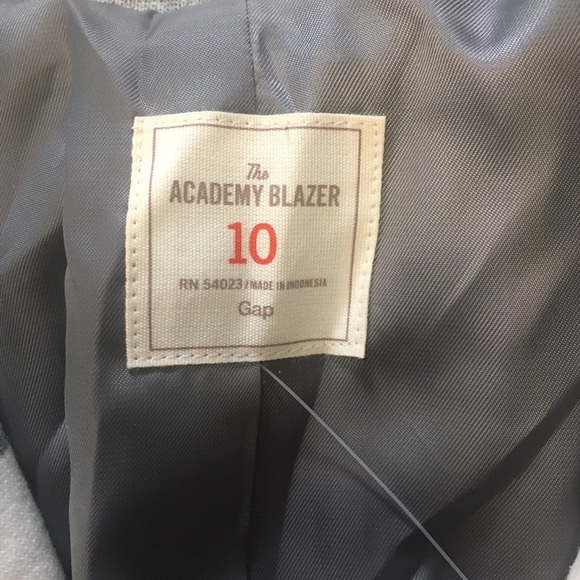 The
ACADEMY BLAZER
10
RN 54023 / MADE IN INDONESIA
Gap